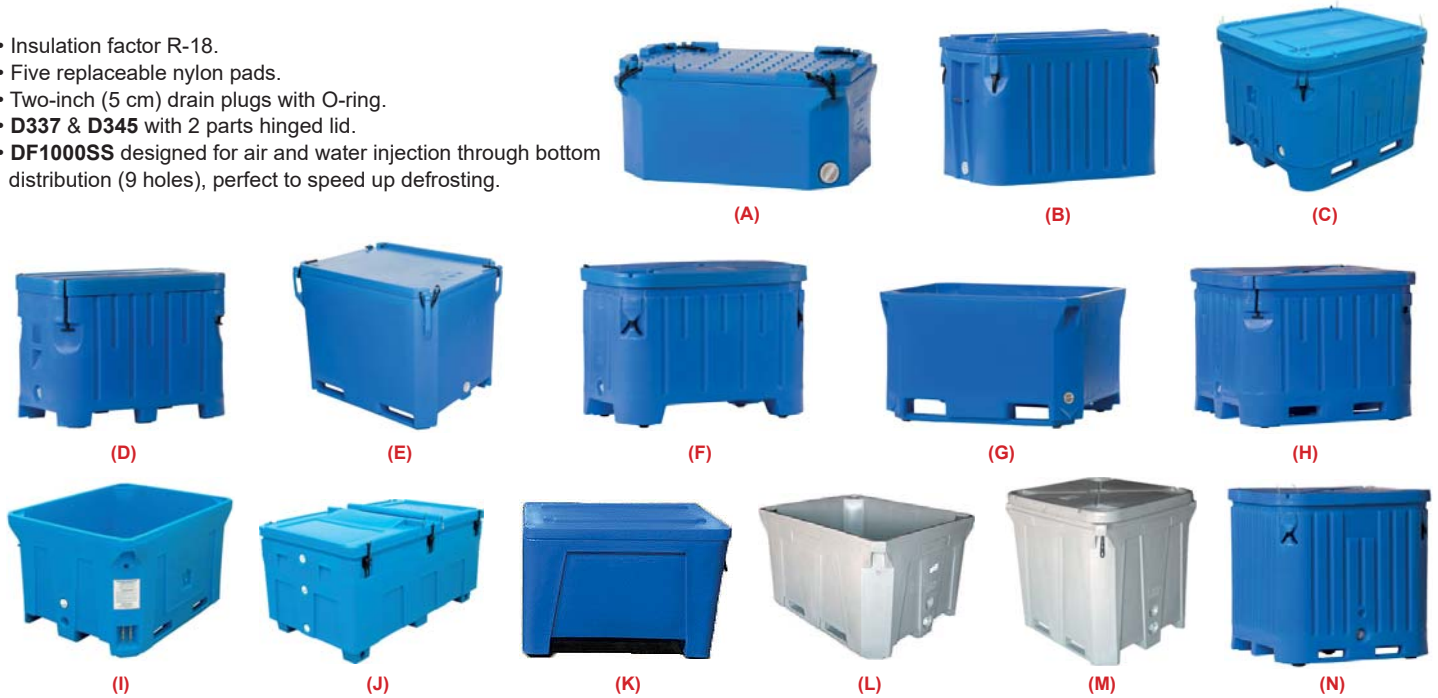 • Insulation factor R-18.
• Five replaceable nylon pads.
• Two-inch (5 cm) drain plugs with O-ring.
• D337 & D345 with 2 parts hinged lid.
• DF1000SS designed for air and water injection through bottom
distribution (9 holes), perfect to speed up defrosting.
(A)
(B)
(C)
(D)
(E)
(F)
(G)
(H)
(I)
(J)
(K)
(L)
(M)
(N)